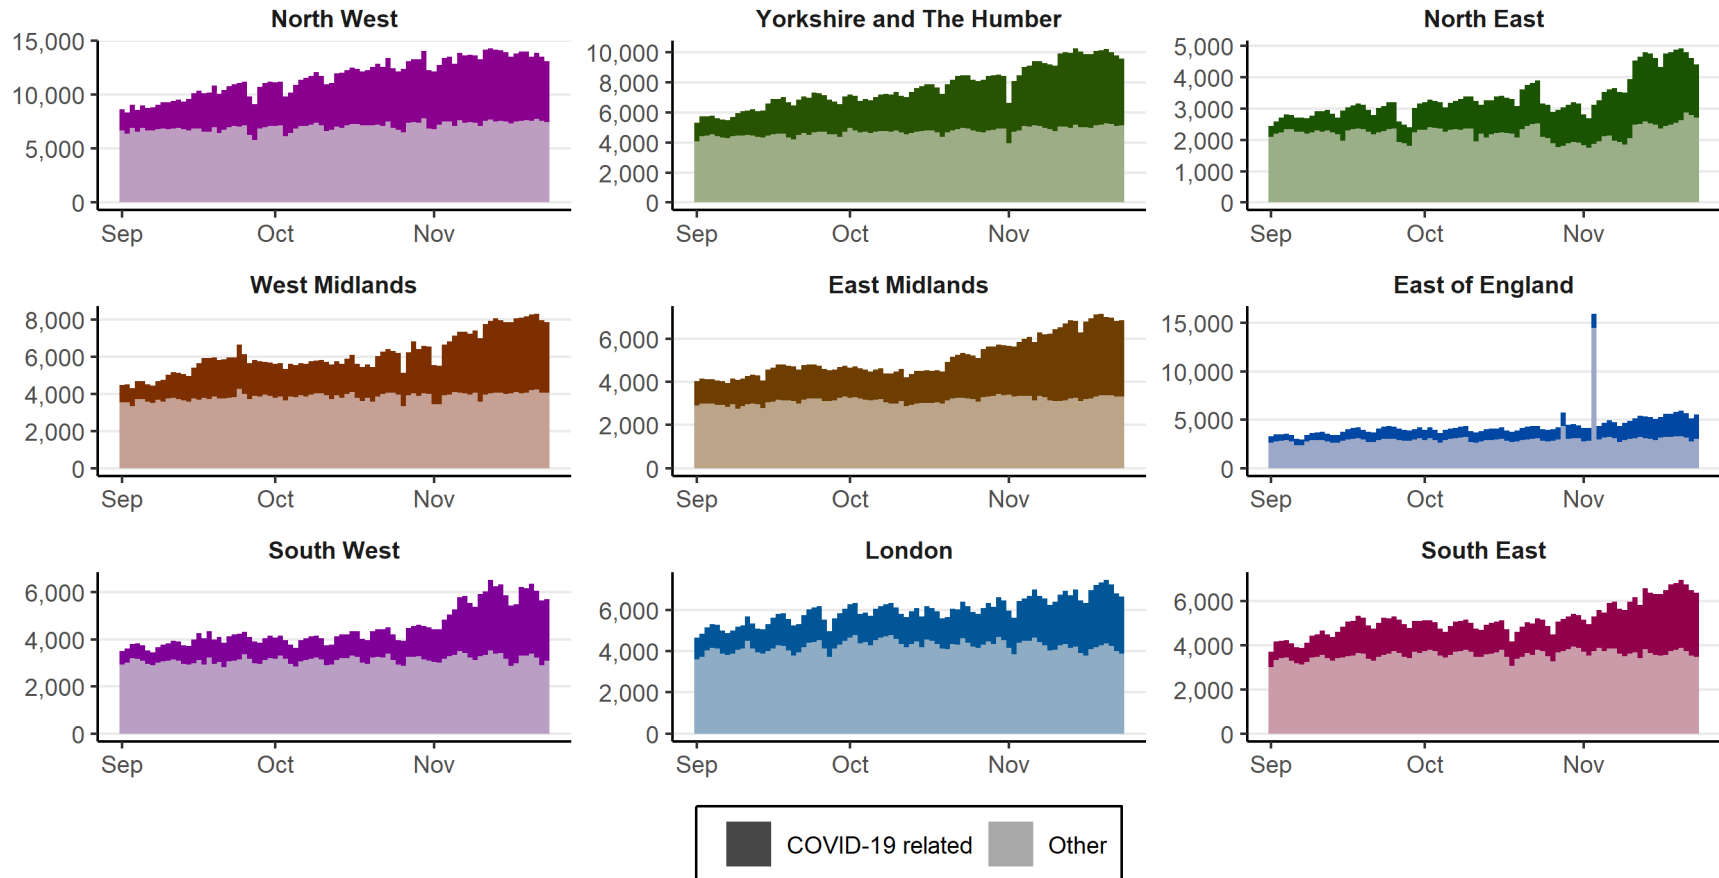 North West
Yorkshire and The Humber
North East
15,000
10,000
5,000
0
Sep Oct Nov
10,000
8,000
6,000
4,000
2,000
0
Sep Oct Nov
5,000
4,000
3,000
2,000
1,000
0
Sep Oct Nov
West Midlands
East Midlands
East of England
8,000
6,000
4,000
2,000
0
Sep Oct Nov
6,000
4,000
2,000
0
Sep Oct Nov
15,000
10,000
5,000
0
Sep Oct Nov
South West
London
South East
6,000
4,000
2,000
0
Sep Oct Nov
6,000
4,000
2,000
0
Sep Oct Nov
6,000
4,000
2,000
0
Sep Oct Nov
COVID-19 related Other